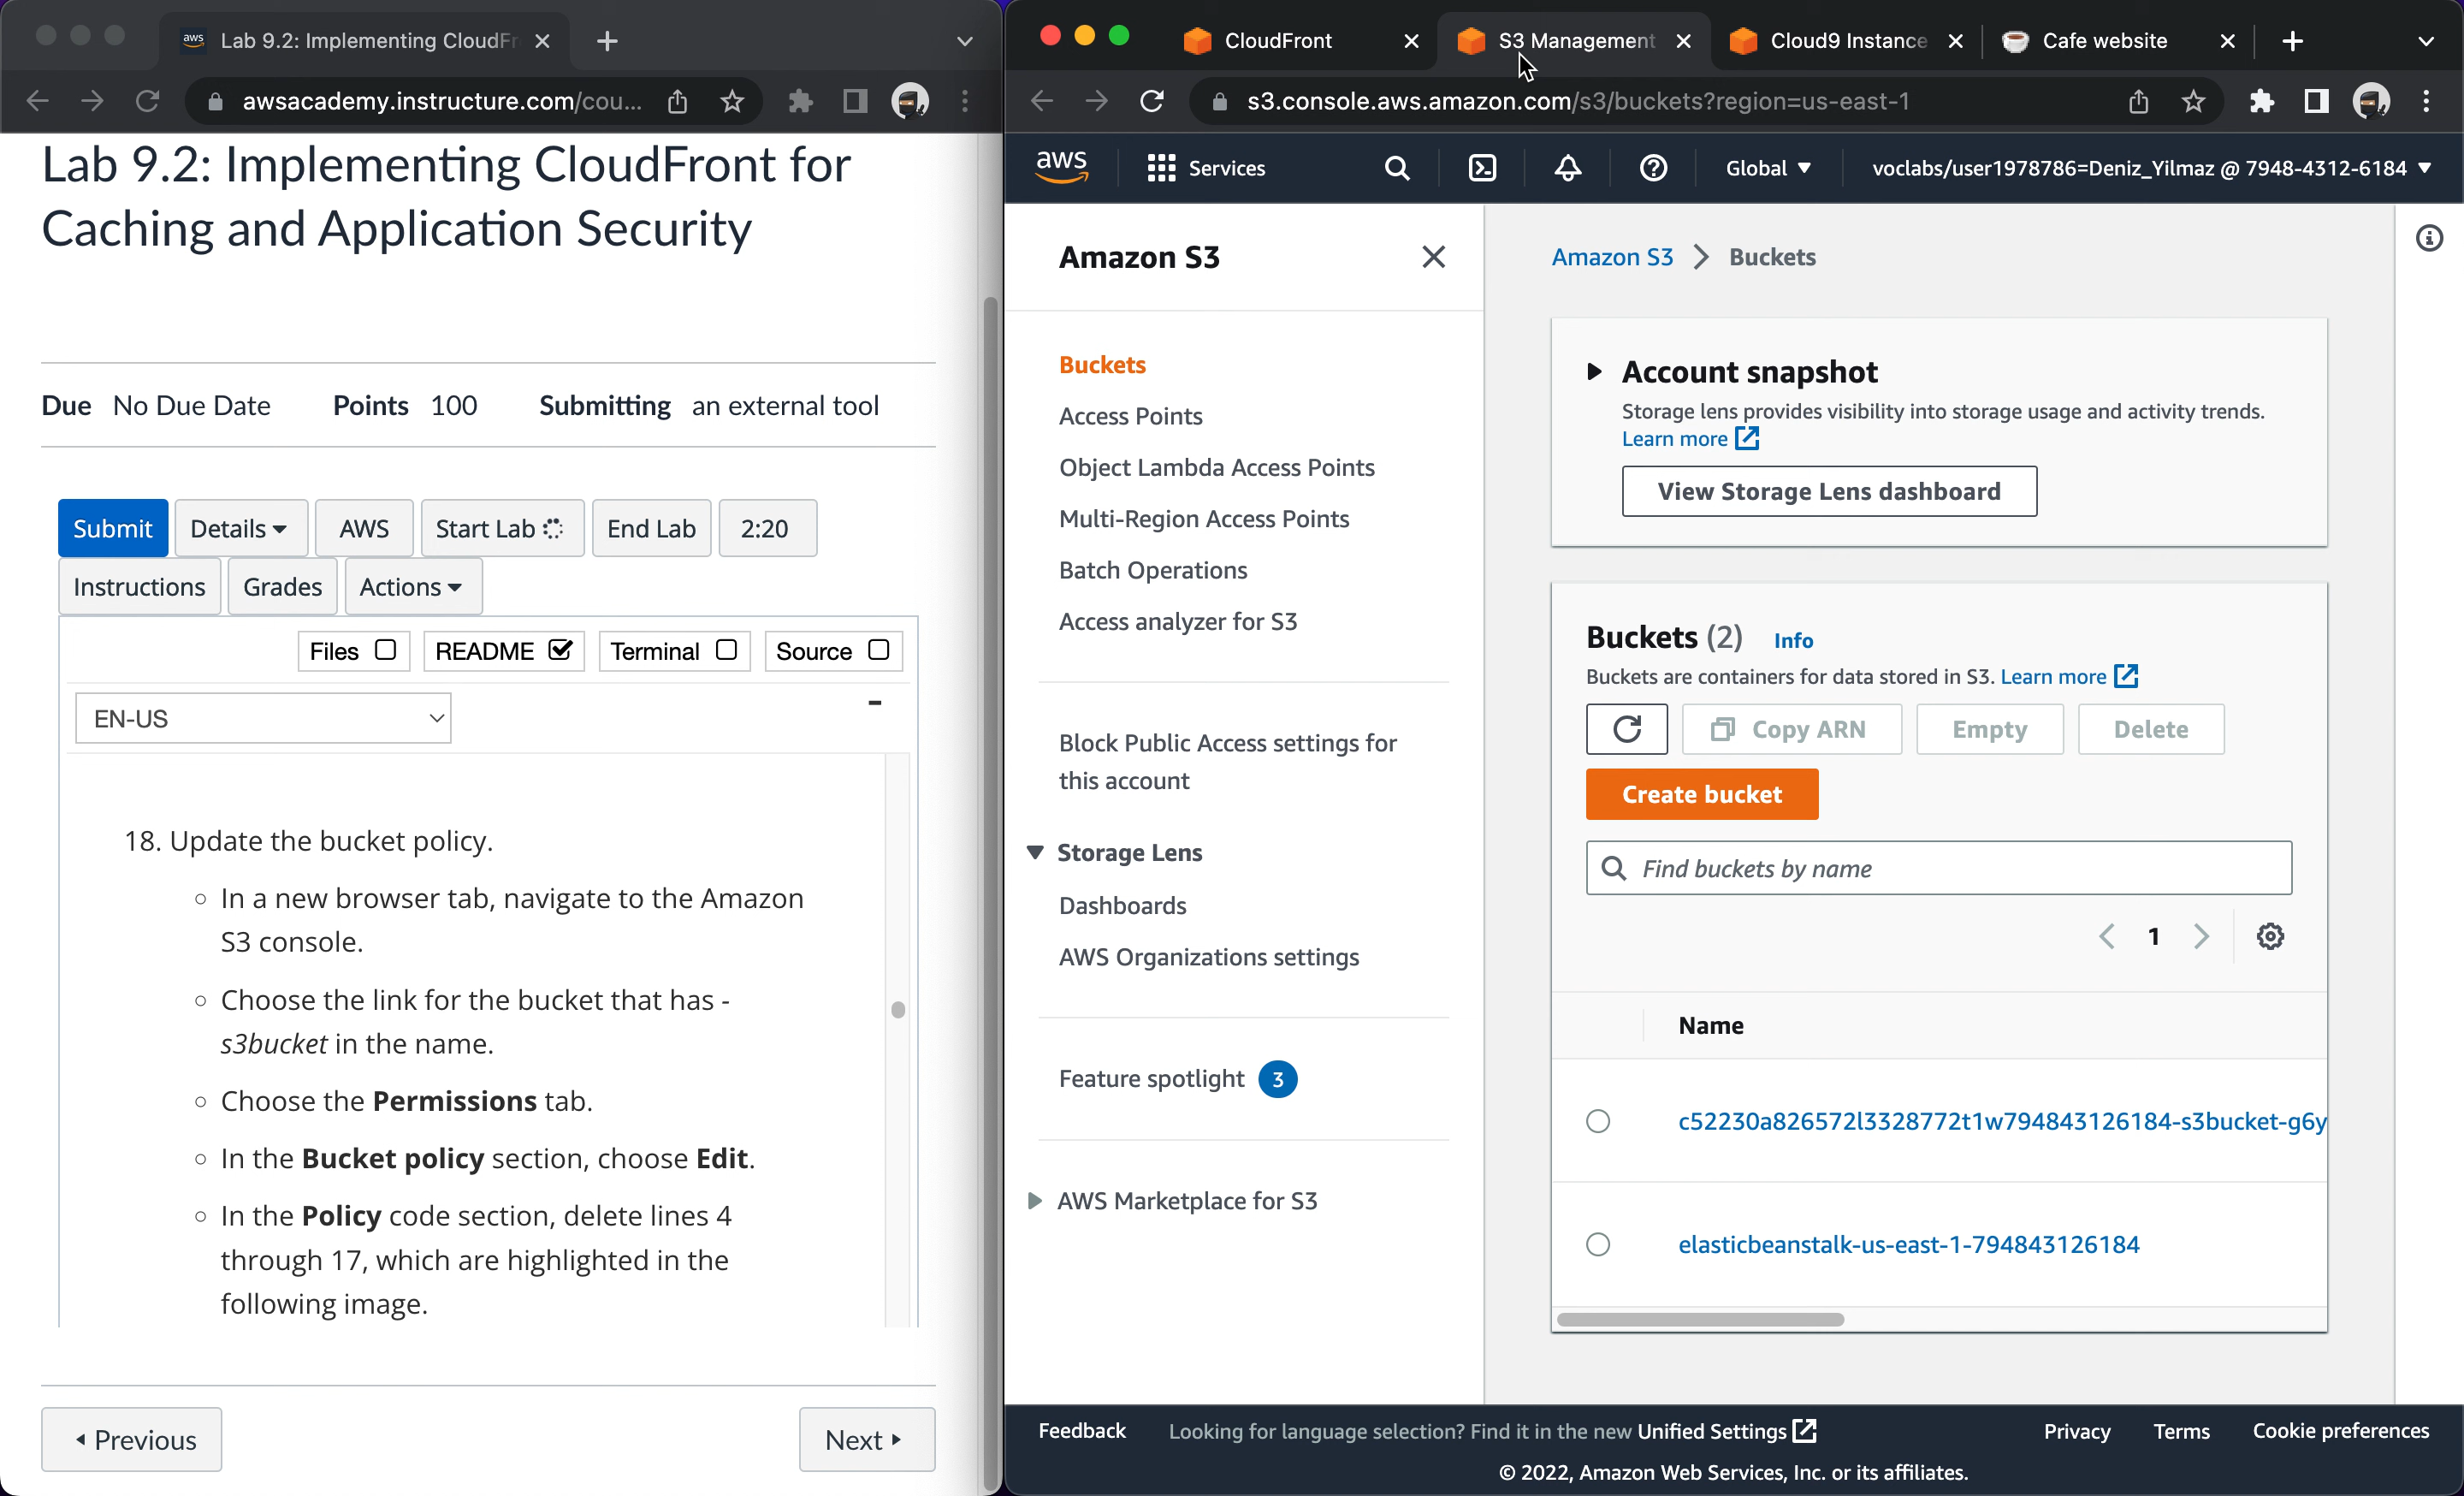 aws Lab 9.2: Implementing CloudFr
awsacademy.instructure.com/cou...
Lab 9.2: Implementing CloudFront for
Caching and Application Security
Due No Due Date Points 100 Submitting an external tool
Submit Details AWS Start Lab End Lab 2:20
Instructions Grades Actions
Files README Terminal Source
EN-US
18. Update the bucket policy.
In a new browser tab, navigate to the Amazon
S3 console.
Choose the link for the bucket that has -
s3bucket in the name.
Choose the Permissions tab.
In the Bucket policy section, choose Edit.
In the Policy code section, delete lines 4
through 17, which are highlighted in the
following image.
Previous Next
CloudFront S3 Management Cloud9 Instance Cafe website
s3.console.aws.amazon.com/s3/buckets?region=us-east-1
aws Services Global voclabs/user1978786=Deniz_Yilmaz @ 7948-4312-6184
Amazon S3
Buckets
Access Points
Object Lambda Access Points
Multi-Region Access Points
Batch Operations
Access analyzer for S3
Block Public Access settings for
this account
Storage Lens
Dashboards
AWS Organizations settings
Feature spotlight 3
AWS Marketplace for S3
Amazon S3 > Buckets
Account snapshot
Storage lens provides visibility into storage usage and activity trends.
Learn more
View Storage Lens dashboard
Buckets (2) Info
Buckets are containers for data stored in S3. Learn more
Copy ARN Empty Delete
Create bucket
Find buckets by name
1
Name
c52230a826572l3328772t1w794843126184-s3bucket-g6y
elasticbeanstalk-us-east-1-794843126184
Feedback Looking for language selection? Find it in the new Unified Settings Privacy Terms Cookie preferences
© 2022, Amazon Web Services, Inc. or its affiliates.